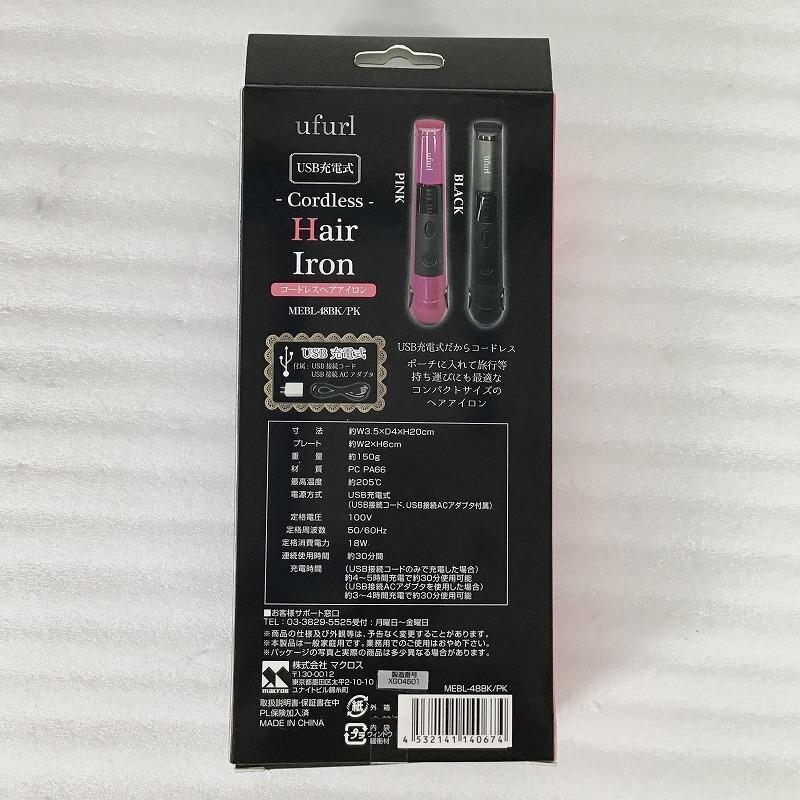 ufurl
USB充電式
- Cordless -
Hair
Iron
コードレスヘアアイロン
MEBL-48BK/PK
ufurl
PINK
ufurl
BLACK
USB 充電式
付属: USB 接続コード
USB 接続 AC アダプタ
USB充電式だからコードレス
ポーチに入れて旅行等
持ち運びにも最適な
コンパクトサイズの
ヘアアイロン
寸法 約W3.5×D4×H20cm
プレート 約W2×H6cm
重量 約150g
材質 PC PA66
最高温度 約205℃
電源方式 USB充電式
(USB接続コード、USB接続ACアダプタ付属)
定格電圧 100V
定格周波数 50/60Hz
定格消費電力 18W
連続使用時間 約30分間
充電時間 (USB接続コードのみで充電した場合)
約4～5時間充電で約30分使用可能
(USB接続ACアダプタを使用した場合)
約3～4時間充電で約30分使用可能
■お客様サポート窓口
TEL:03-3829-5525受付:月曜日～金曜日
※商品の仕様及び外観等は、予告なく変更することがあります。
※本製品は一般家庭用です。業務用でのご使用はおやめ下さい。
※パッケージの写真と実際の商品は多少異なる場合があります。
macros
株式会社 マクロス
〒130-0012
東京都墨田区太平2-10-10
ユナイトビル錦糸町
製造番号
XG04501
取扱説明書・保証書在中
PL保険加入済
MADE IN CHINA
紙 外箱
プラ 内袋
ウィンドウ
緩衝材
MEBL-48BK/PK
4 532141 140674